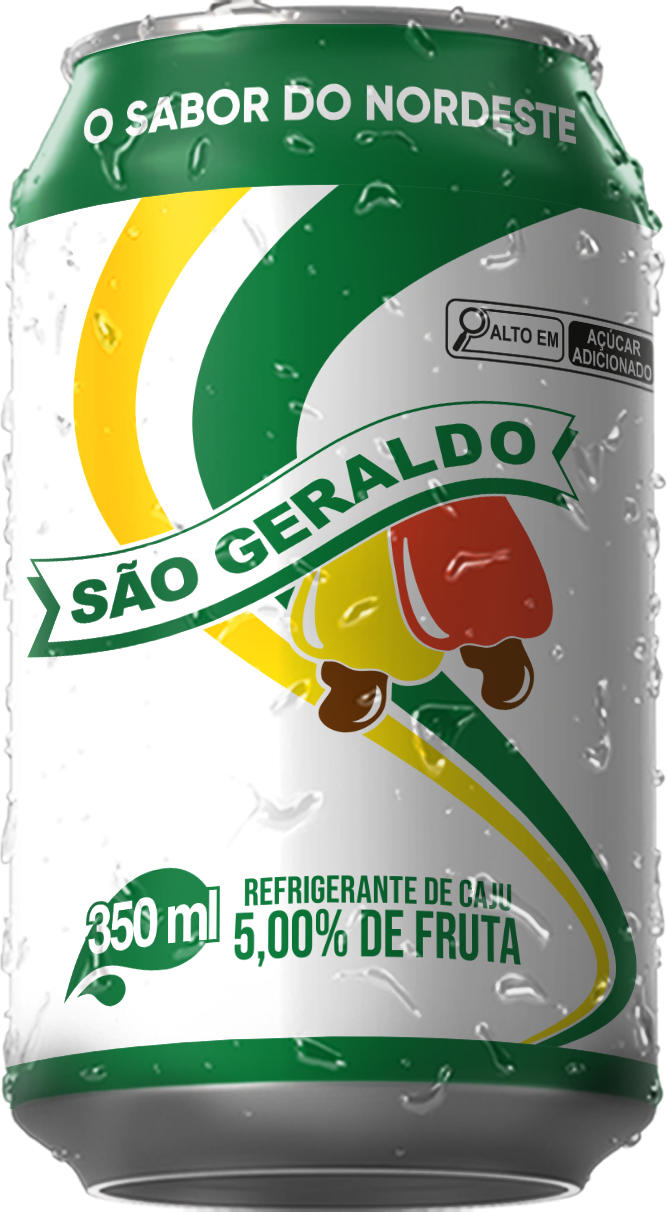 O SABOR DO NORDESTE
ALTO EM
AÇÚCAR
ADICIONADO
SÃO GERALDO
350 ml
REFRIGERANTE DE CAJU
5,00% DE FRUTA